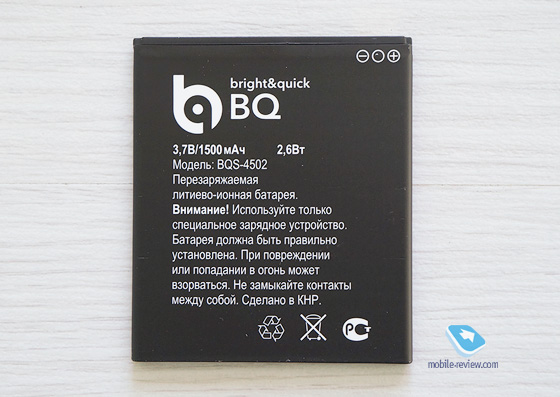 bright&quick
BQ
3,7В/1500мАч 2,6Вт
Модель: BQS-4502
Перезаряжаемая
литиево-ионная батарея.
Внимание! Используйте только
специальное зарядное устройство.
Батарея должна быть правильно
установлена. При повреждении
или попадании в огонь может
взорваться. Не замыкайте контакты
между собой. Сделано в КНР.
mobile-review.com